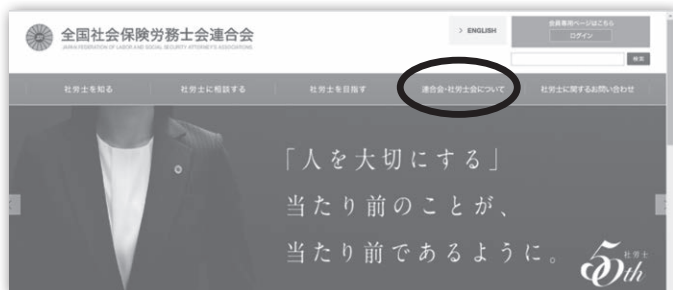 全国社会保険労務士会連合会
JAPAN FEDERATION OF LABOR AND SOCIAL SECURITY ATTORNEY'S ASSOCIATIONS
> ENGLISH
会員専用ページはこちら
ログイン
検索
社労士を知る
社労士に相談する
社労士を目指す
連合会・社労士会について
社労士に関するお問い合わせ
「人を大切にする」
当たり前のことが、
当たり前であるように。
社労士
50th